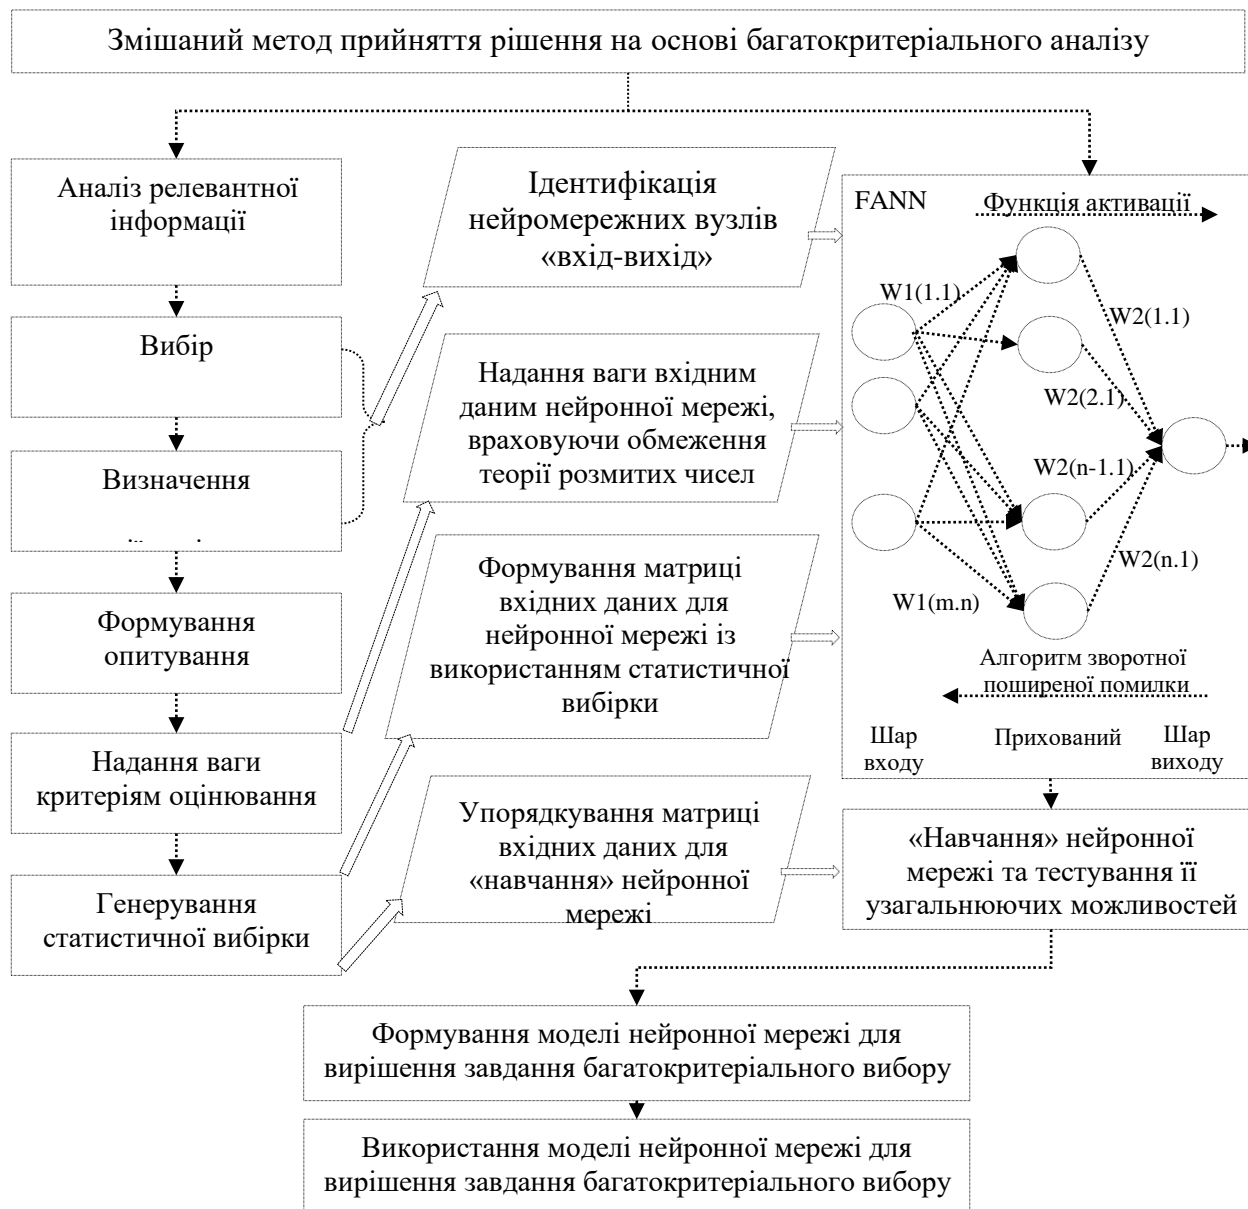 Змішаний метод прийняття рішення на основі багатокритеріального аналізу
Аналіз релевантної
інформації
Вибір
Визначення
Формування
опитування
Надання ваги
критеріям оцінювання
Генерування
статистичної вибірки
Ідентифікація
нейромережних вузлів
«вхід-вихід»
Надання ваги вхідним
даним нейронної мережі,
враховуючи обмеження
теорії розмитих чисел
Формування матриці
вхідних даних для
нейронної мережі із
використанням статистичної
вибірки
Упорядкування матриці
вхідних даних для
«навчання» нейронної
мережі
FANN
Функція активації
W1(1.1)
W2(1.1)
W2(2.1)
W2(n-1.1)
W2(n.1)
W1(m.n)
Алгоритм зворотної
поширеної помилки
Шар
входу
Прихований
Шар
виходу
«Навчання» нейронної
мережі та тестування її
узагальнюючих можливостей
Формування моделі нейронної мережі для
вирішення завдання багатокритеріального вибору
Використання моделі нейронної мережі для
вирішення завдання багатокритеріального вибору